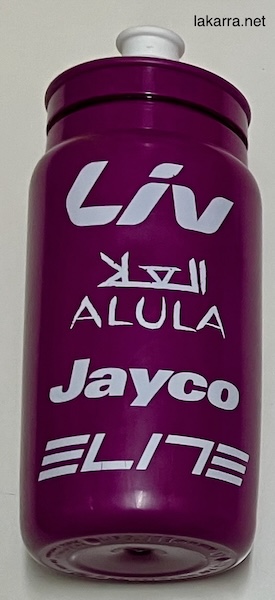 lakarra.net
Liv
العلا
ALULA
Jayco
ELITE